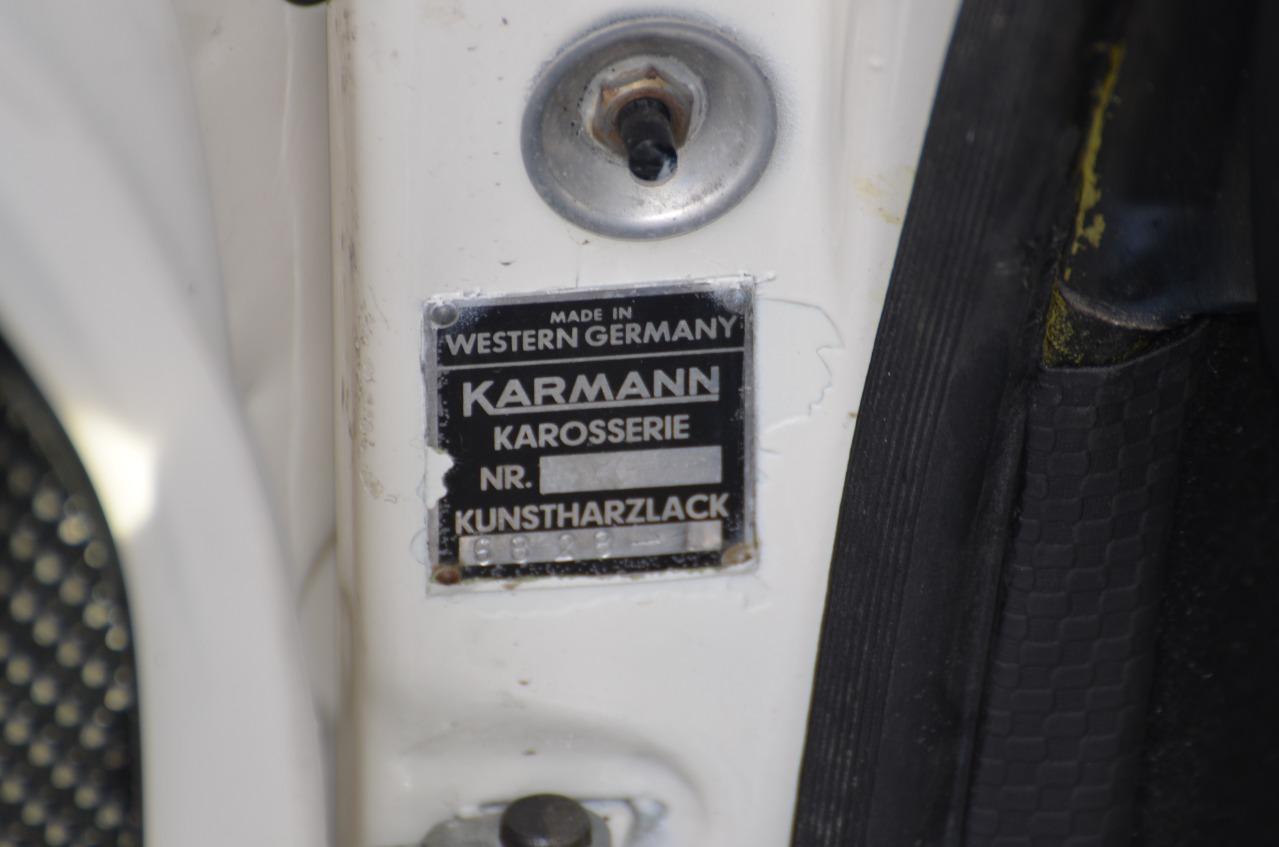 MADE IN
WESTERN GERMANY
KARMANN
KAROSSERIE
NR.
KUNSTHARZLACK